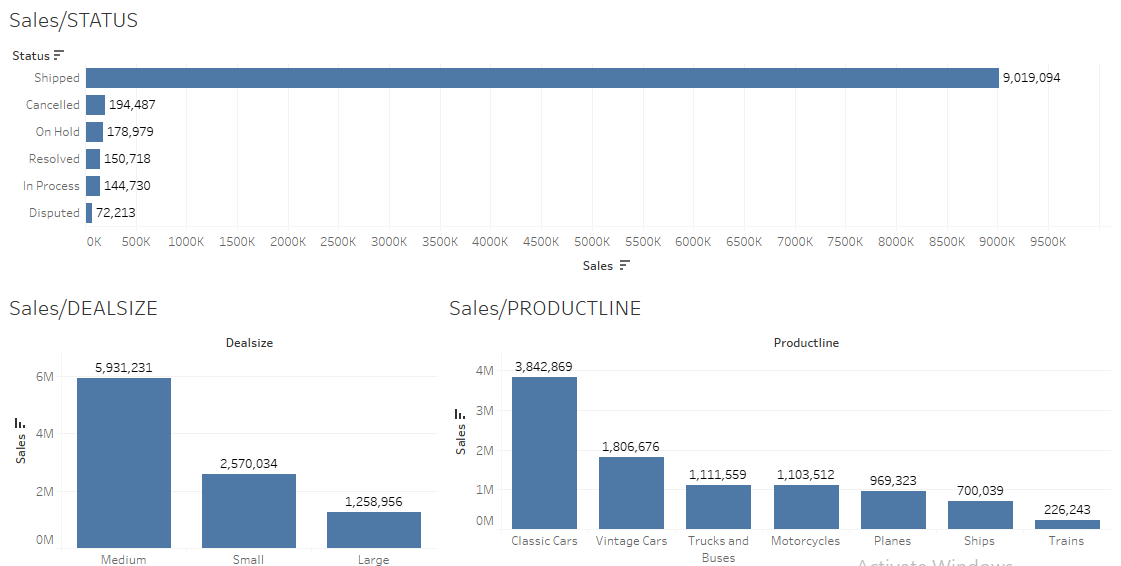 Sales/STATUS
Status
Shipped 9,019,094
Cancelled 194,487
On Hold 178,979
Resolved 150,718
In Process 144,730
Disputed 72,213
0K 500K 1000K 1500K 2000K 2500K 3000K 3500K 4000K 4500K 5000K 5500K 6000K 6500K 7000K 7500K 8000K 8500K 9000K 9500K
Sales
Sales/DEALSIZE
Dealsize
Sales
6M
4M
2M
0M
5,931,231
2,570,034
1,258,956
Medium Small Large
Sales/PRODUCTLINE
Productline
Sales
4M
3M
2M
1M
0M
3,842,869
1,806,676
1,111,559
1,103,512
969,323
700,039
226,243
Classic Cars Vintage Cars Trucks and Motorcycles Planes Ships Trains
Buses
Activate Windows